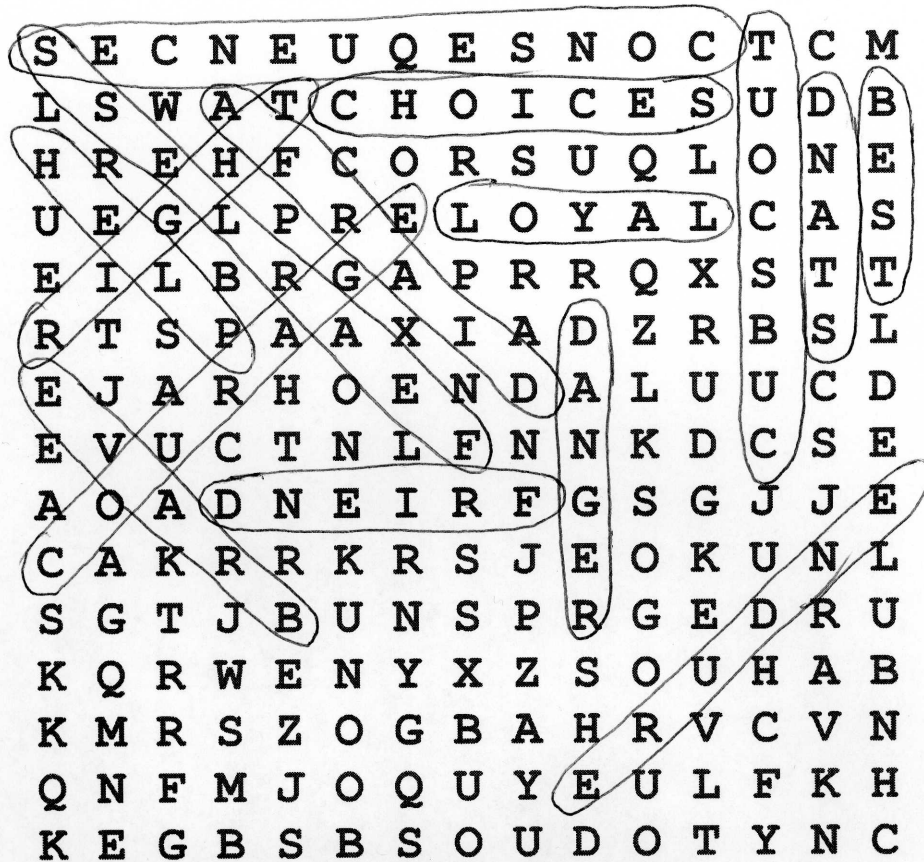 S E C N E U Q E S N O C T C M
L S W A T C H O I C E S U D B
H R E H F C O R S U Q L O N E
U E G L P R E L O Y A L C A S
E I L B R G A P R R Q X S T T
R T S P A A X I A D Z R B S L
E J A R H O E N D A L U U C D
E V U C T N L F N N K D C S E
A O A D N E I R F G S G J J E
C A K R R K R S J E O K U N L
S G T J B U N S P R G E D R U
K Q R W E N Y X Z S O U H A B
K M R S Z O G B A H R V C V N
Q N F M J O Q U Y E U L F K H
K E G B S B S O U D O T Y N C